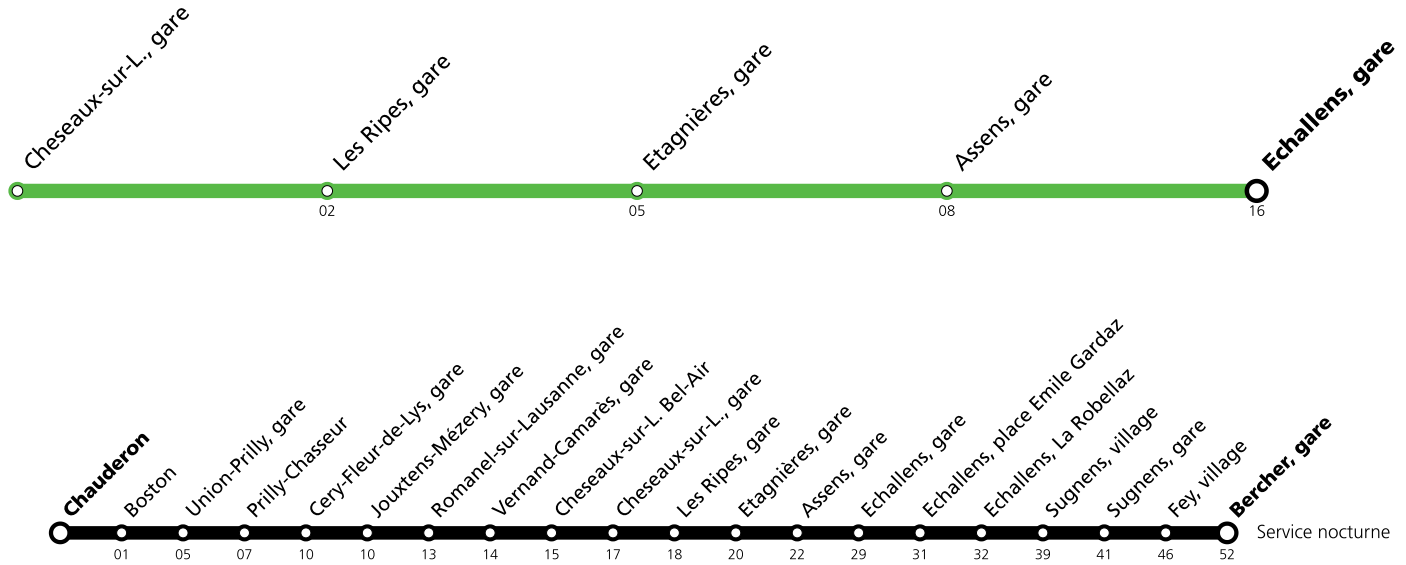 Cheseaux-sur-L., gare
Les Ripes, gare
Etagnières, gare
Assens, gare
Echallens, gare
02
05
08
16
Chauderon
Boston
Union-Prilly, gare
Prilly-Chasseur
Cery-Fleur-de-Lys, gare
Jouxtens-Mézery, gare
Romanel-sur-Lausanne, gare
Vernand-Camarès, gare
Cheseaux-sur-L. Bel-Air
Cheseaux-sur-L., gare
Les Ripes, gare
Etagnières, gare
Assens, gare
Echallens, gare
Echallens, place Emile Gardaz
Echallens, La Robellaz
Sugnens, village
Sugnens, gare
Fey, village
Bercher, gare
Service nocturne
01
05
07
10
10
13
14
15
17
18
20
22
29
31
32
39
41
46
52